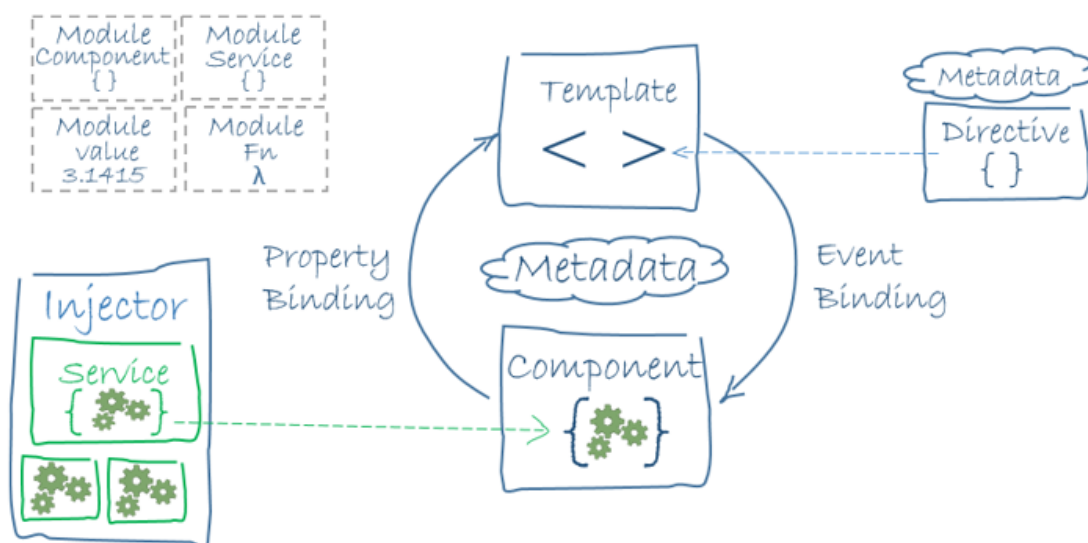 Module
Component
{ }
Module
Service
{ }
Module
value
3.1415
Module
Fn
λ
Template
< >
Metadata
Directive
{ }
Property
Binding
Metadata
Event
Binding
Injector
Service
{ }
Component
{ }